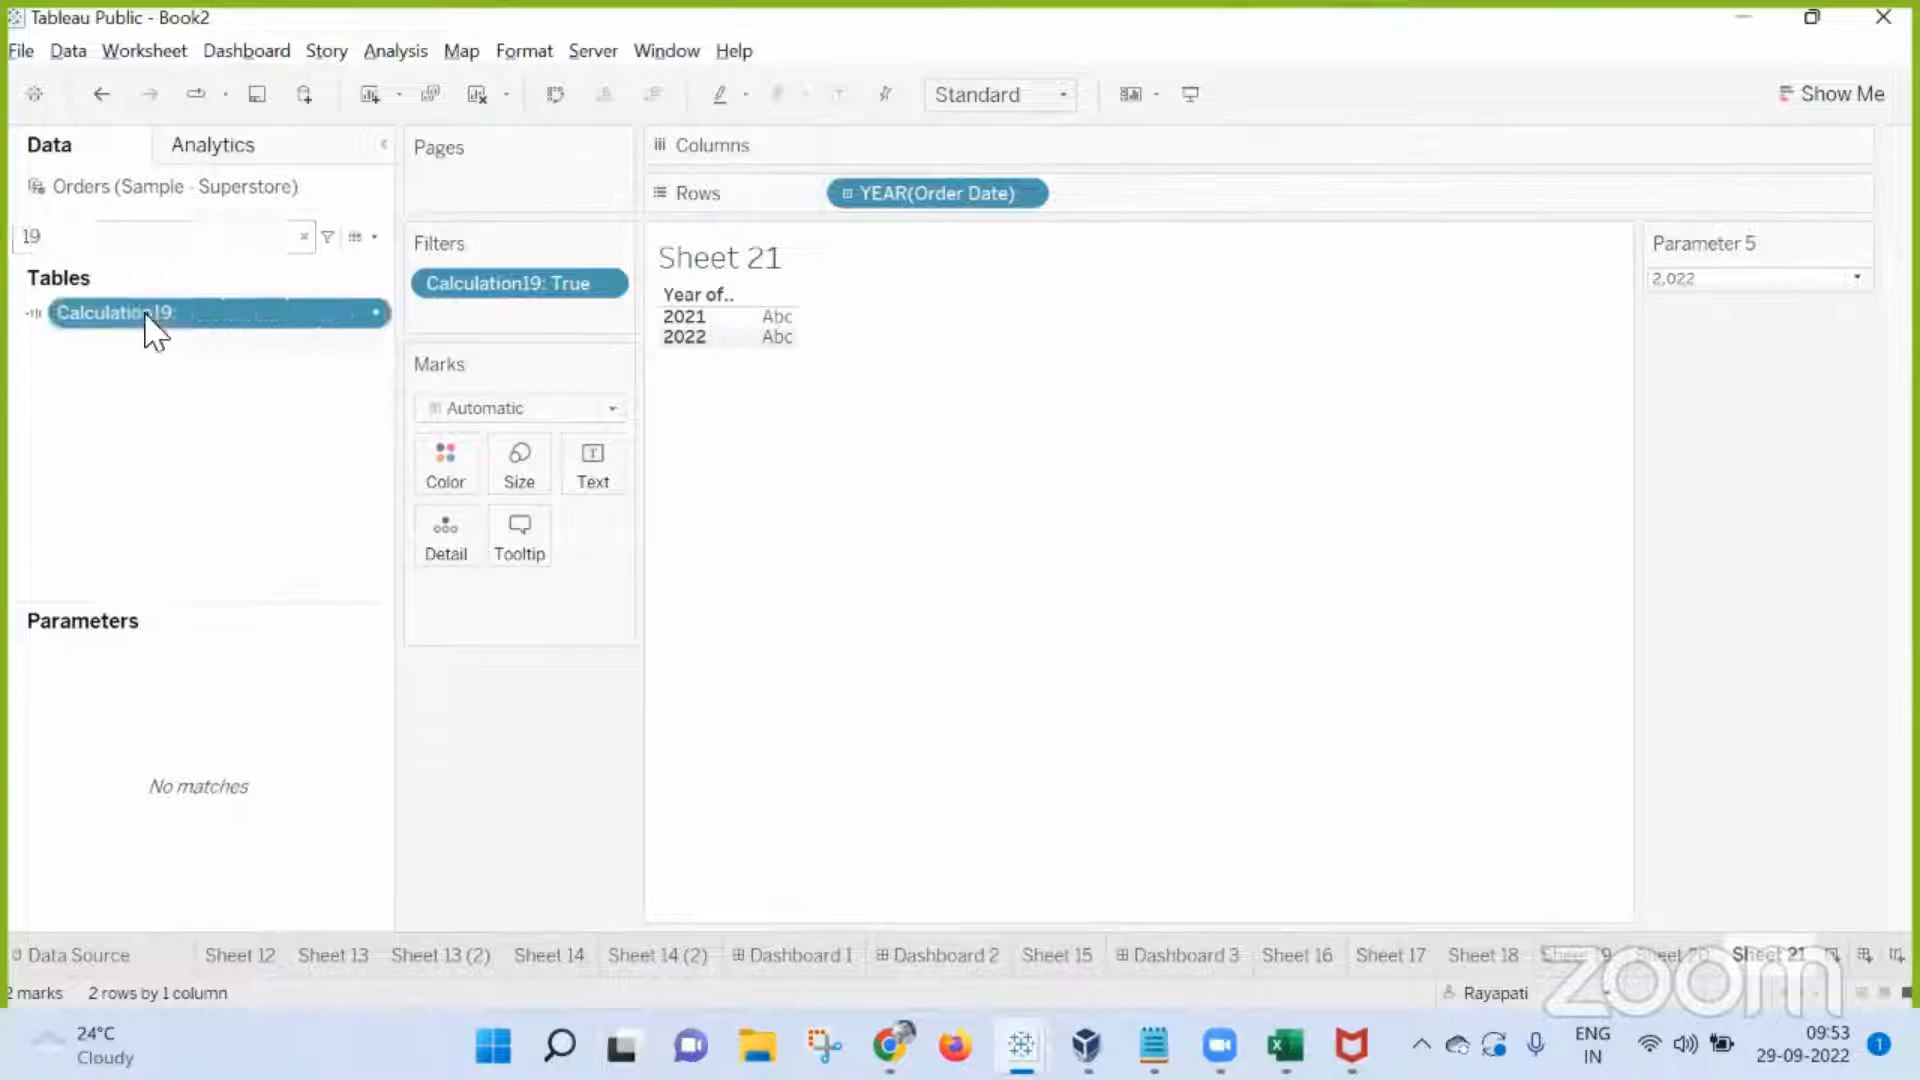 Tableau Public - Book2
File Data Worksheet Dashboard Story Analysis Map Format Server Window Help
Standard
Show Me
Data
Analytics
Pages
Columns
Orders (Sample - Superstore)
Rows
YEAR(Order Date)
19
Filters
Sheet 21
Parameter 5
Tables
Calculation19: True
2,022
Year of..
Calculation19:
2021 Abc
2022 Abc
Marks
Automatic
Color
Size
Text
Detail
Tooltip
Parameters
No matches
Data Source
Sheet 12
Sheet 13
Sheet 13 (2)
Sheet 14
Sheet 14 (2)
Dashboard 1
Dashboard 2
Sheet 15
Dashboard 3
Sheet 16
Sheet 17
Sheet 18
Sheet 20
Sheet 21
zoom
2 marks
2 rows by 1 column
Rayapati
24°C
Cloudy
ENG
IN
09:53
29-09-2022
1